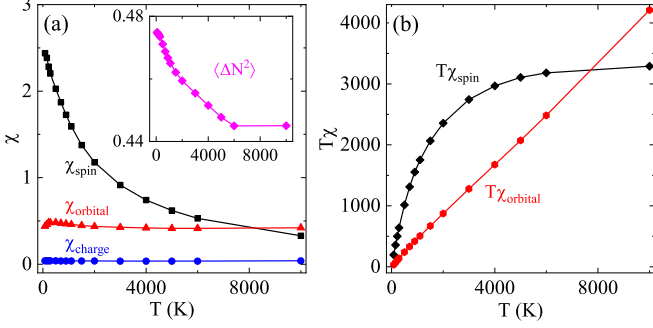 (a)
3
2
1
0
χ
0.48
0.44
⟨ΔN²⟩
0 4000 8000
χspin
χorbital
χcharge
0 4000 8000
T (K)
(b)
4000
3000
2000
1000
0
Tχ
Tχspin
Tχorbital
0 4000 8000
T (K)